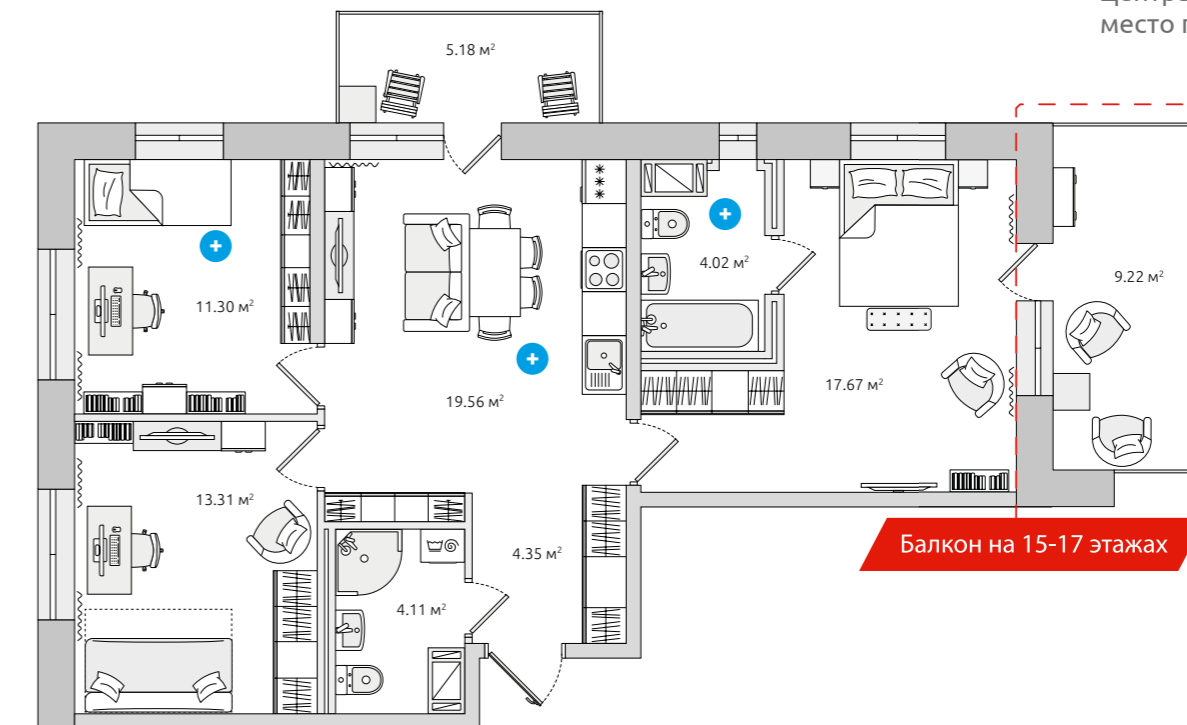 место п
5.18 м²
4.02 м²
9.22 м²
11.30 м²
17.67 м²
19.56 м²
13.31 м²
Балкон на 15-17 этажах
4.35 м²
4.11 м²